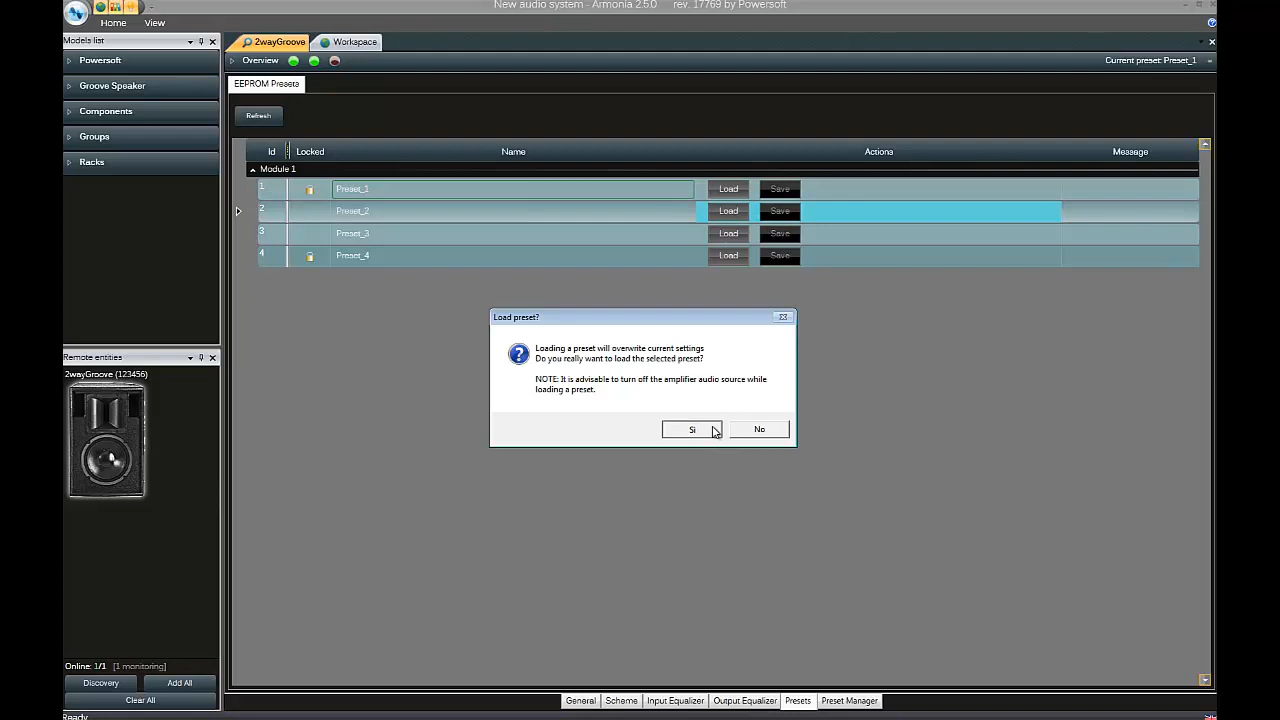 New audio system - Armonia 2.5.0 rev. 17769 by Powersoft
Home View
Models list
Powersoft
Groove Speaker
Components
Groups
Racks
2wayGroove Workspace
Overview Current preset: Preset_1
EEPROM Presets
Refresh
Id Locked Name Actions Message
Module 1
1 Preset_1 Load Save
2 Preset_2 Load Save
3 Preset_3 Load Save
4 Preset_4 Load Save
Load preset?
Loading a preset will overwrite current settings
Do you really want to load the selected preset?
NOTE: It is advisable to turn off the amplifier audio source while
loading a preset.
Sì No
Remote entities
2wayGroove (123456)
Online: 1/1 [1 monitoring]
Discovery Add All
Clear All
General Scheme Input Equalizer Output Equalizer Presets Preset Manager
Ready